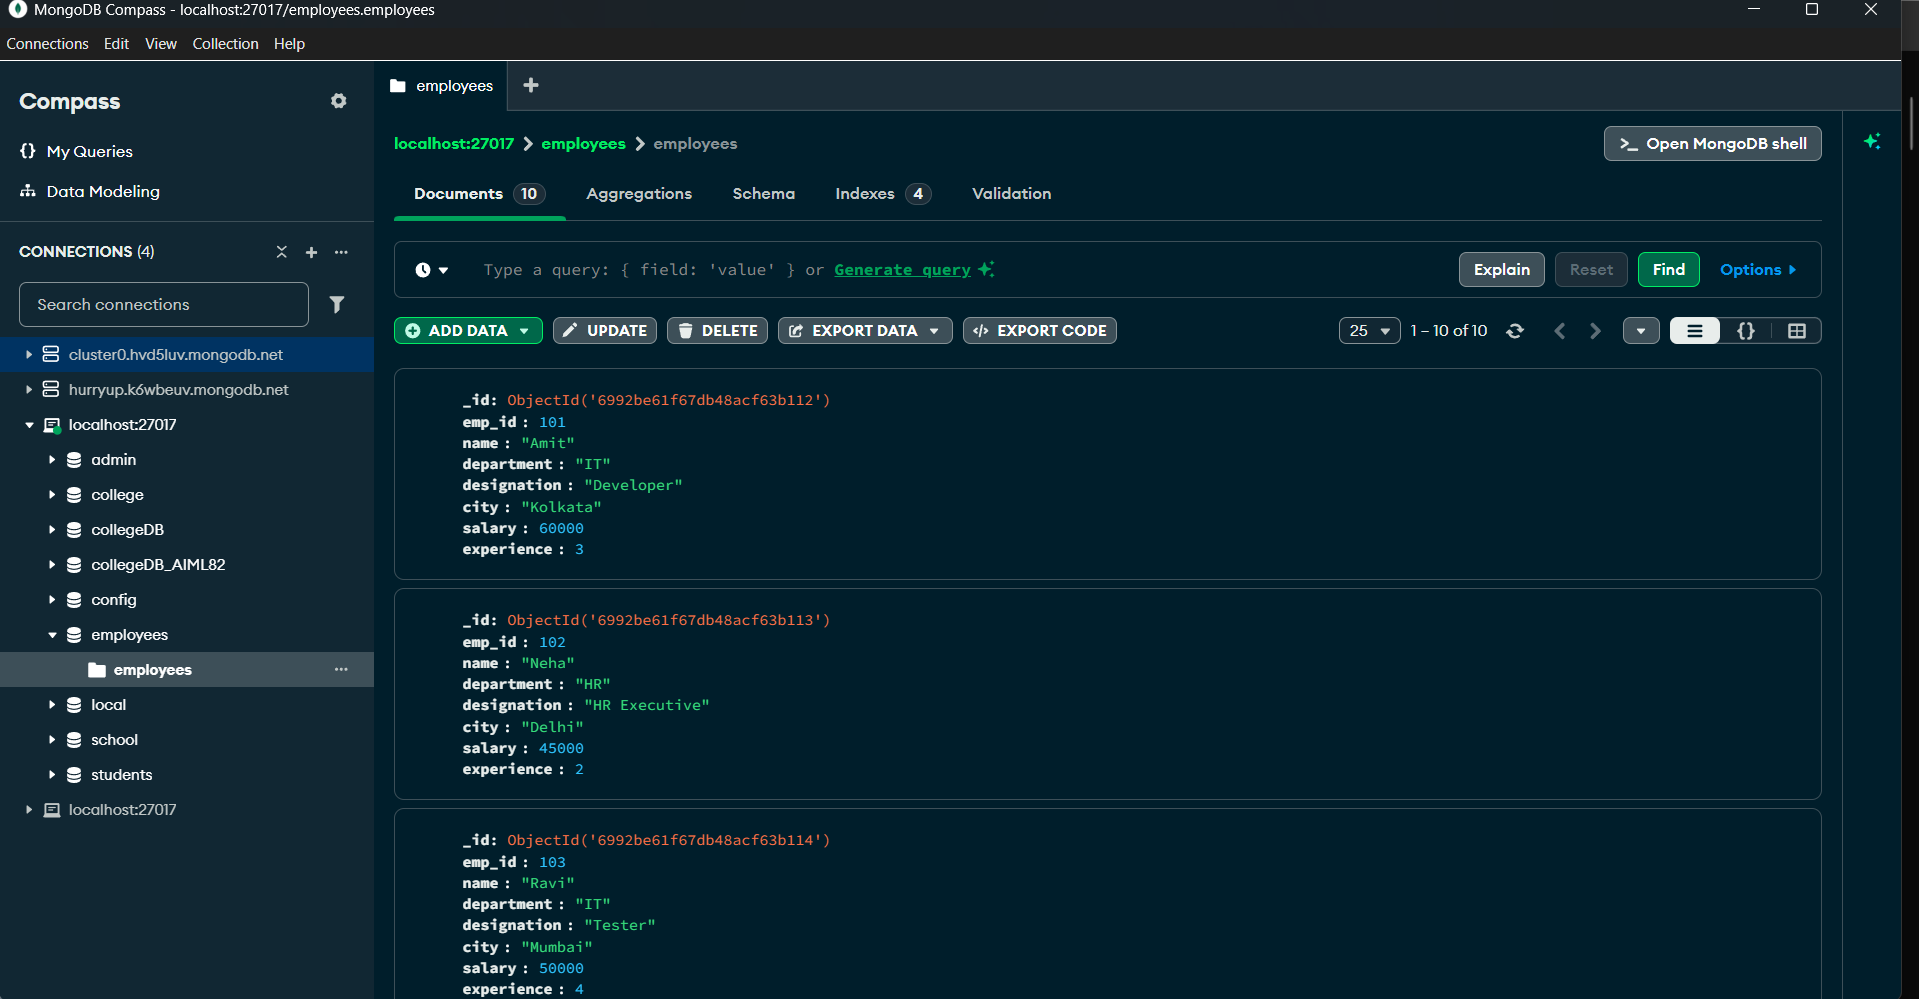 MongoDB Compass - localhost:27017/employees.employees
Connections Edit View Collection Help
Compass
My Queries
Data Modeling
CONNECTIONS (4)
Search connections
cluster0.hvd5luv.mongodb.net
hurryup.k6wbeuv.mongodb.net
localhost:27017
admin
college
collegeDB
collegeDB_AIML82
config
employees
employees
local
school
students
localhost:27017
employees
localhost:27017 > employees > employees
>_ Open MongoDB shell
Documents 10 Aggregations Schema Indexes 4 Validation
Type a query: { field: 'value' } or Generate query
Explain Reset Find Options
ADD DATA UPDATE DELETE EXPORT DATA EXPORT CODE
25 1 – 10 of 10
_id: ObjectId('6992be61f67db48acf63b112')
emp_id : 101
name : "Amit"
department : "IT"
designation : "Developer"
city : "Kolkata"
salary : 60000
experience : 3
_id: ObjectId('6992be61f67db48acf63b113')
emp_id : 102
name : "Neha"
department : "HR"
designation : "HR Executive"
city : "Delhi"
salary : 45000
experience : 2
_id: ObjectId('6992be61f67db48acf63b114')
emp_id : 103
name : "Ravi"
department : "IT"
designation : "Tester"
city : "Mumbai"
salary : 50000
experience : 4